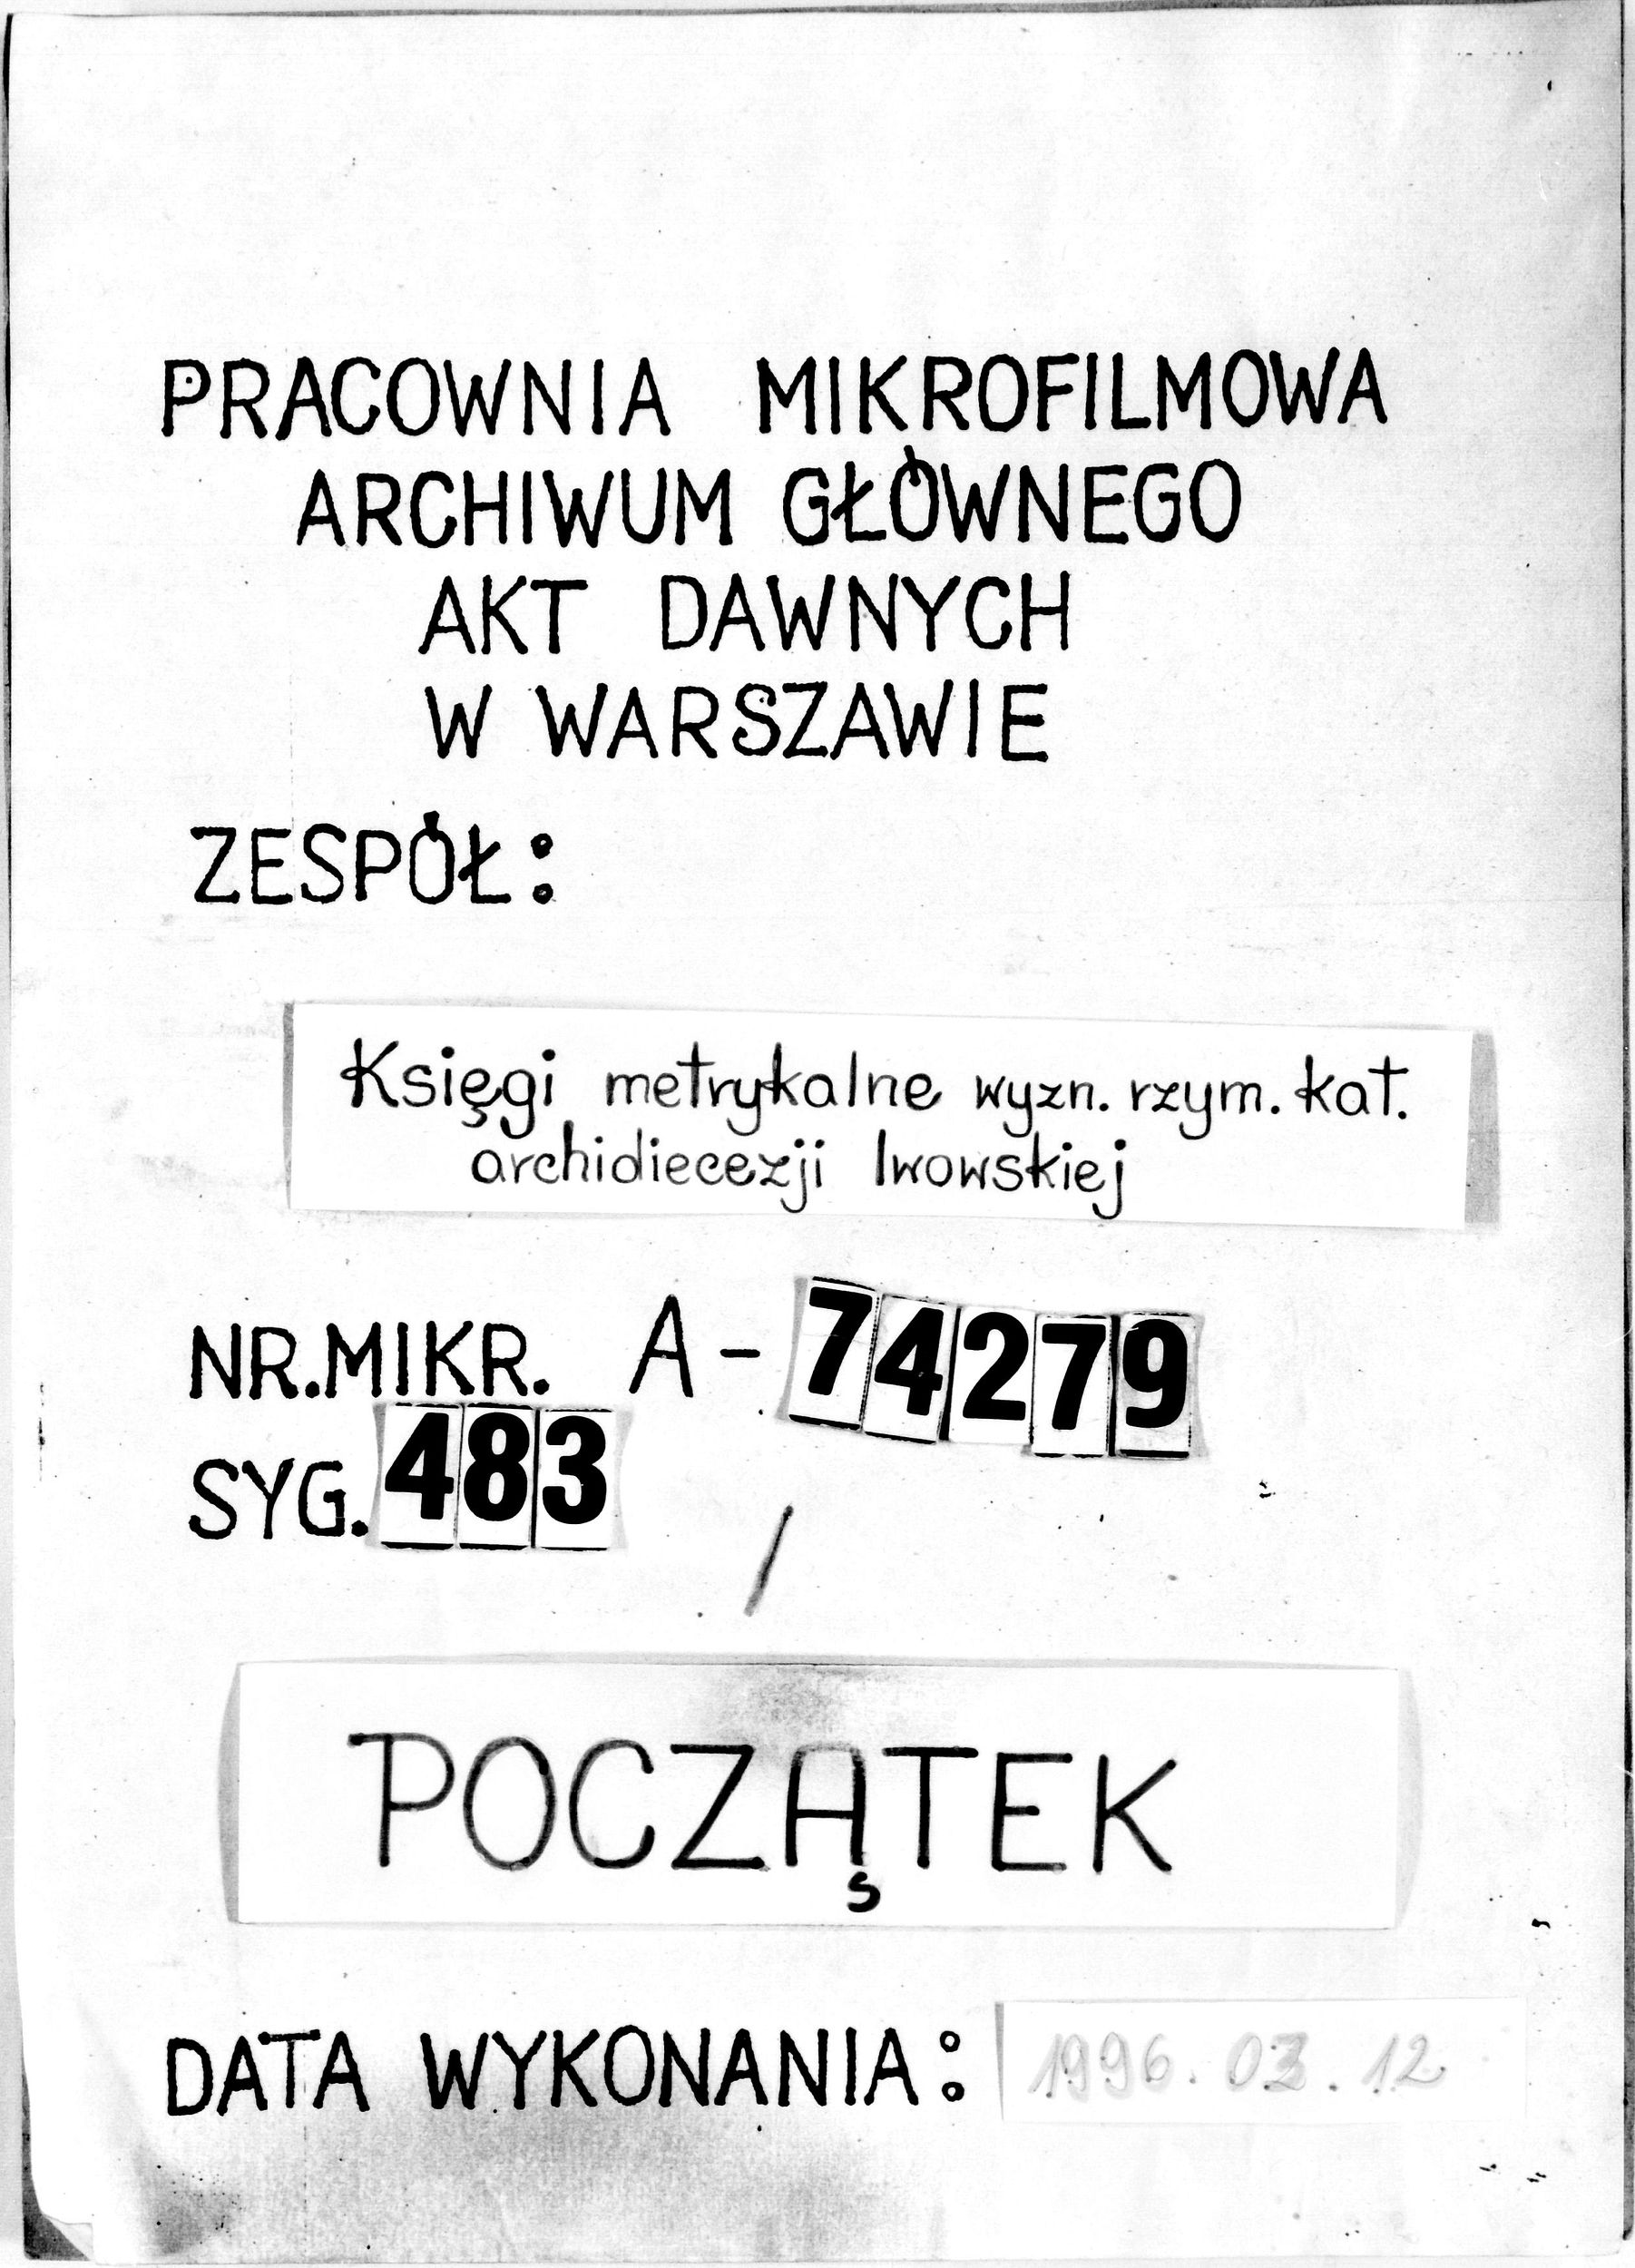 PRACOWNIA MIKROFILMOWA
ARCHIWUM GŁÓWNEGO
AKT DAWNYCH
W WARSZAWIE
ZESPÓŁ:
Księgi metrykalne wyzn. rzym. kat.
archidiecezji lwowskiej
NR.MIKR. A-74279
SYG. 483
/
POCZĄTEK
DATA WYKONANIA: 1996.03.12